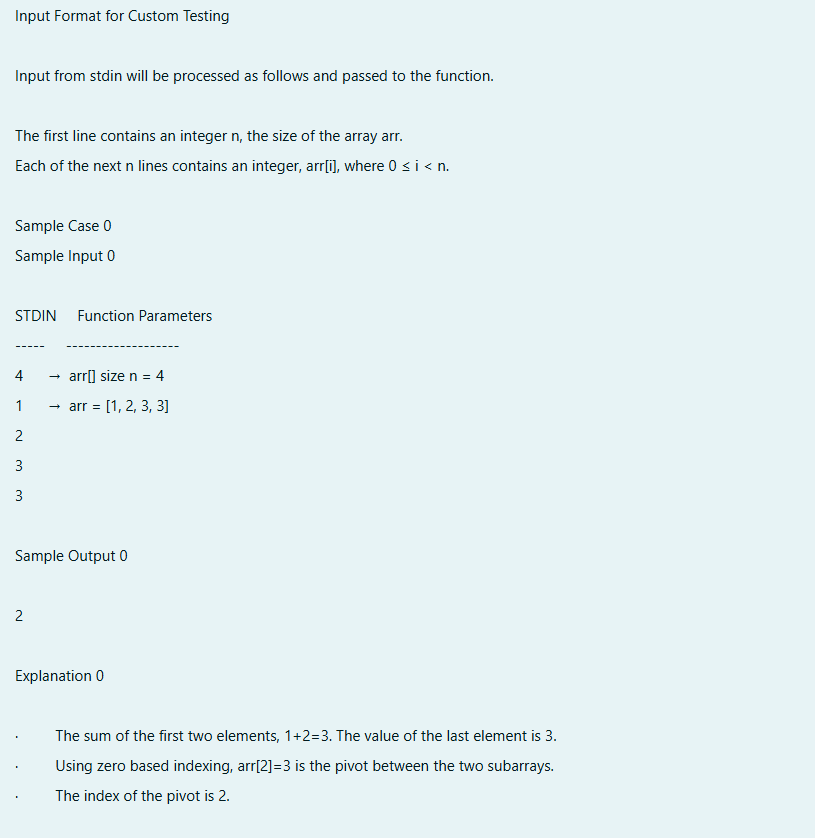 Input Format for Custom Testing
Input from stdin will be processed as follows and passed to the function.
The first line contains an integer n, the size of the array arr.
Each of the next n lines contains an integer, arr[i], where 0 ≤ i < n.
Sample Case 0
Sample Input 0
STDIN Function Parameters
----- -------------------
4 → arr[] size n = 4
1 → arr = [1, 2, 3, 3]
2
3
3
Sample Output 0
2
Explanation 0
· The sum of the first two elements, 1+2=3. The value of the last element is 3.
· Using zero based indexing, arr[2]=3 is the pivot between the two subarrays.
· The index of the pivot is 2.